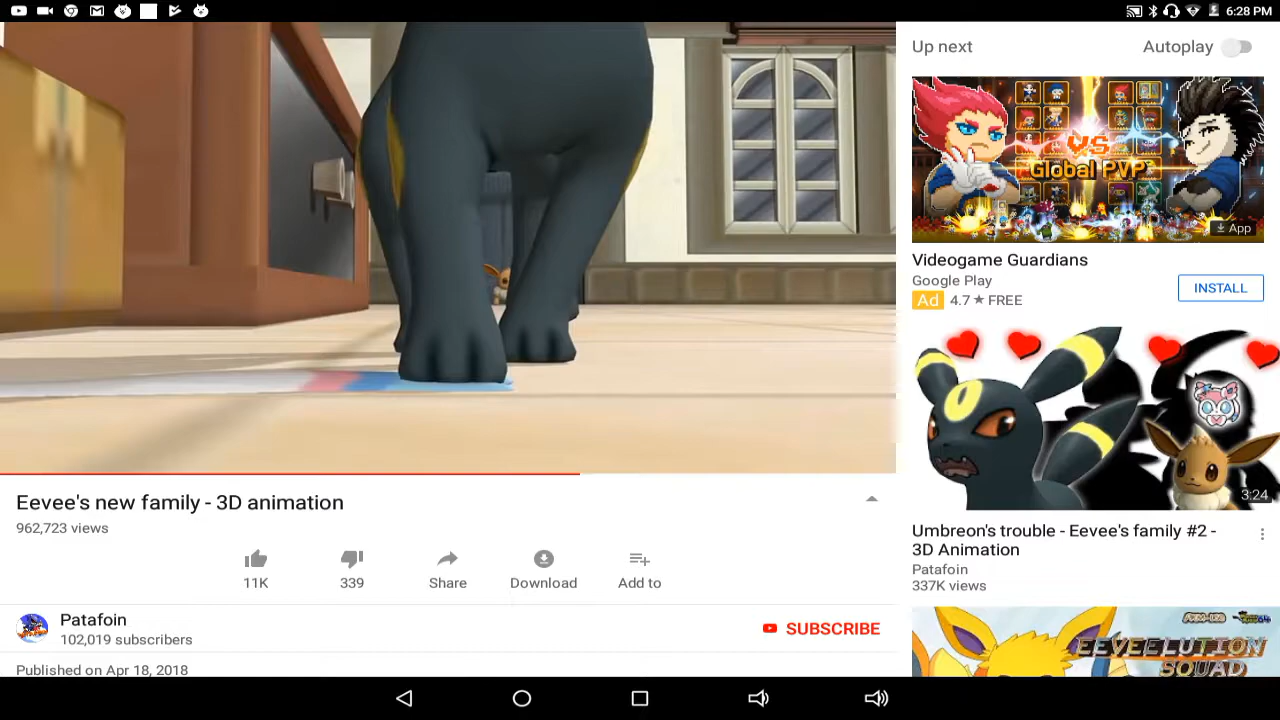 6:28 PM
Up next
Autoplay
VS
Global PVP
App
Videogame Guardians
Google Play
INSTALL
Ad 4.7 ★ FREE
3:24
Eevee's new family - 3D animation
962,723 views
11K
339
Share
Download
Add to
Umbreon's trouble - Eevee's family #2 -
3D Animation
Patafoin
337K views
Patafoin
102,019 subscribers
SUBSCRIBE
Published on Apr 18, 2018
EEVEELUTION
SQUAD